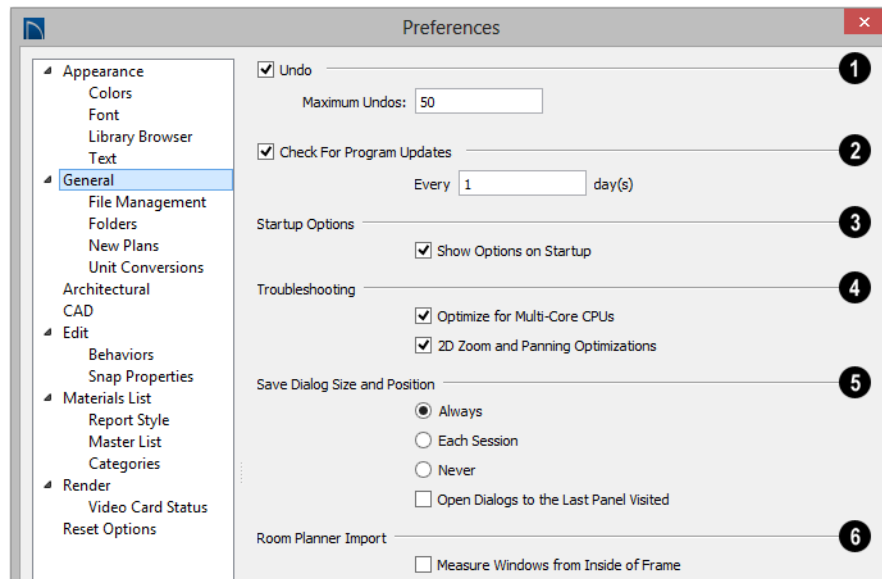 Preferences
Appearance
Colors
Font
Library Browser
Text
General
File Management
Folders
New Plans
Unit Conversions
Architectural
CAD
Edit
Behaviors
Snap Properties
Materials List
Report Style
Master List
Categories
Render
Video Card Status
Reset Options
Undo 1
Maximum Undos: 50
Check For Program Updates 2
Every 1 day(s)
Startup Options 3
Show Options on Startup
Troubleshooting 4
Optimize for Multi-Core CPUs
2D Zoom and Panning Optimizations
Save Dialog Size and Position 5
Always
Each Session
Never
Open Dialogs to the Last Panel Visited
Room Planner Import 6
Measure Windows from Inside of Frame